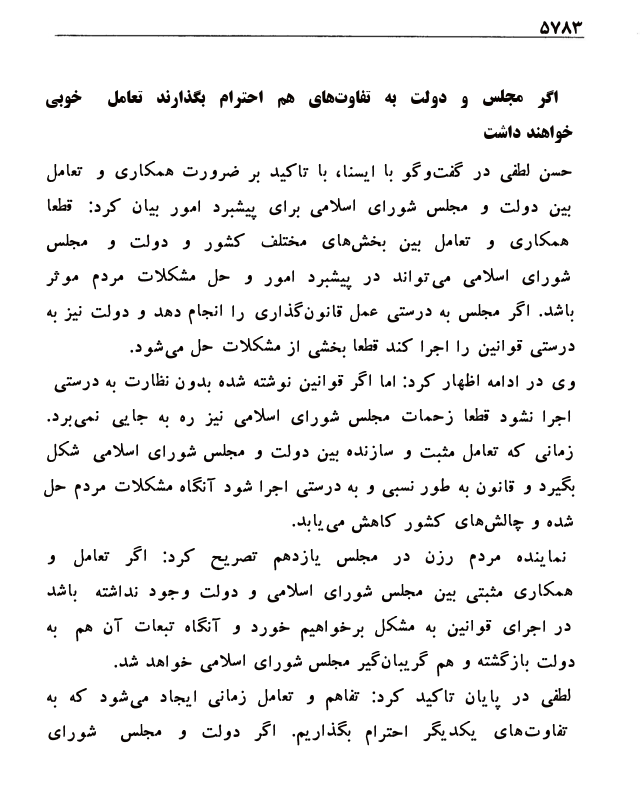 ۵۷۸۳
اگر مجلس و دولت به تفاوت‌های هم احترام بگذارند تعامل خوبی
خواهند داشت
حسن لطفی در گفت‌وگو با ایسنا، با تاکید بر ضرورت همکاری و تعامل
بین دولت و مجلس شورای اسلامی برای پیشبرد امور بیان کرد: قطعا
همکاری و تعامل بین بخش‌های مختلف کشور و دولت و مجلس
شورای اسلامی می‌تواند در پیشبرد امور و حل مشکلات مردم موثر
باشد. اگر مجلس به درستی عمل قانون‌گذاری را انجام دهد و دولت نیز به
درستی قوانین را اجرا کند قطعا بخشی از مشکلات حل می‌شود.
وی در ادامه اظهار کرد: اما اگر قوانین نوشته شده بدون نظارت به درستی
اجرا نشود قطعا زحمات مجلس شورای اسلامی نیز ره به جایی نمی‌برد.
زمانی که تعامل مثبت و سازنده بین دولت و مجلس شورای اسلامی شکل
بگیرد و قانون به طور نسبی و به درستی اجرا شود آنگاه مشکلات مردم حل
شده و چالش‌های کشور کاهش می‌یابد.
نماینده مردم رزن در مجلس یازدهم تصریح کرد: اگر تعامل و
همکاری مثبتی بین مجلس شورای اسلامی و دولت وجود نداشته باشد
در اجرای قوانین به مشکل برخواهیم خورد و آنگاه تبعات آن هم به
دولت بازگشته و هم گریبان‌گیر مجلس شورای اسلامی خواهد شد.
لطفی در پایان تاکید کرد: تفاهم و تعامل زمانی ایجاد می‌شود که به
تفاوت‌های یکدیگر احترام بگذاریم. اگر دولت و مجلس شورای